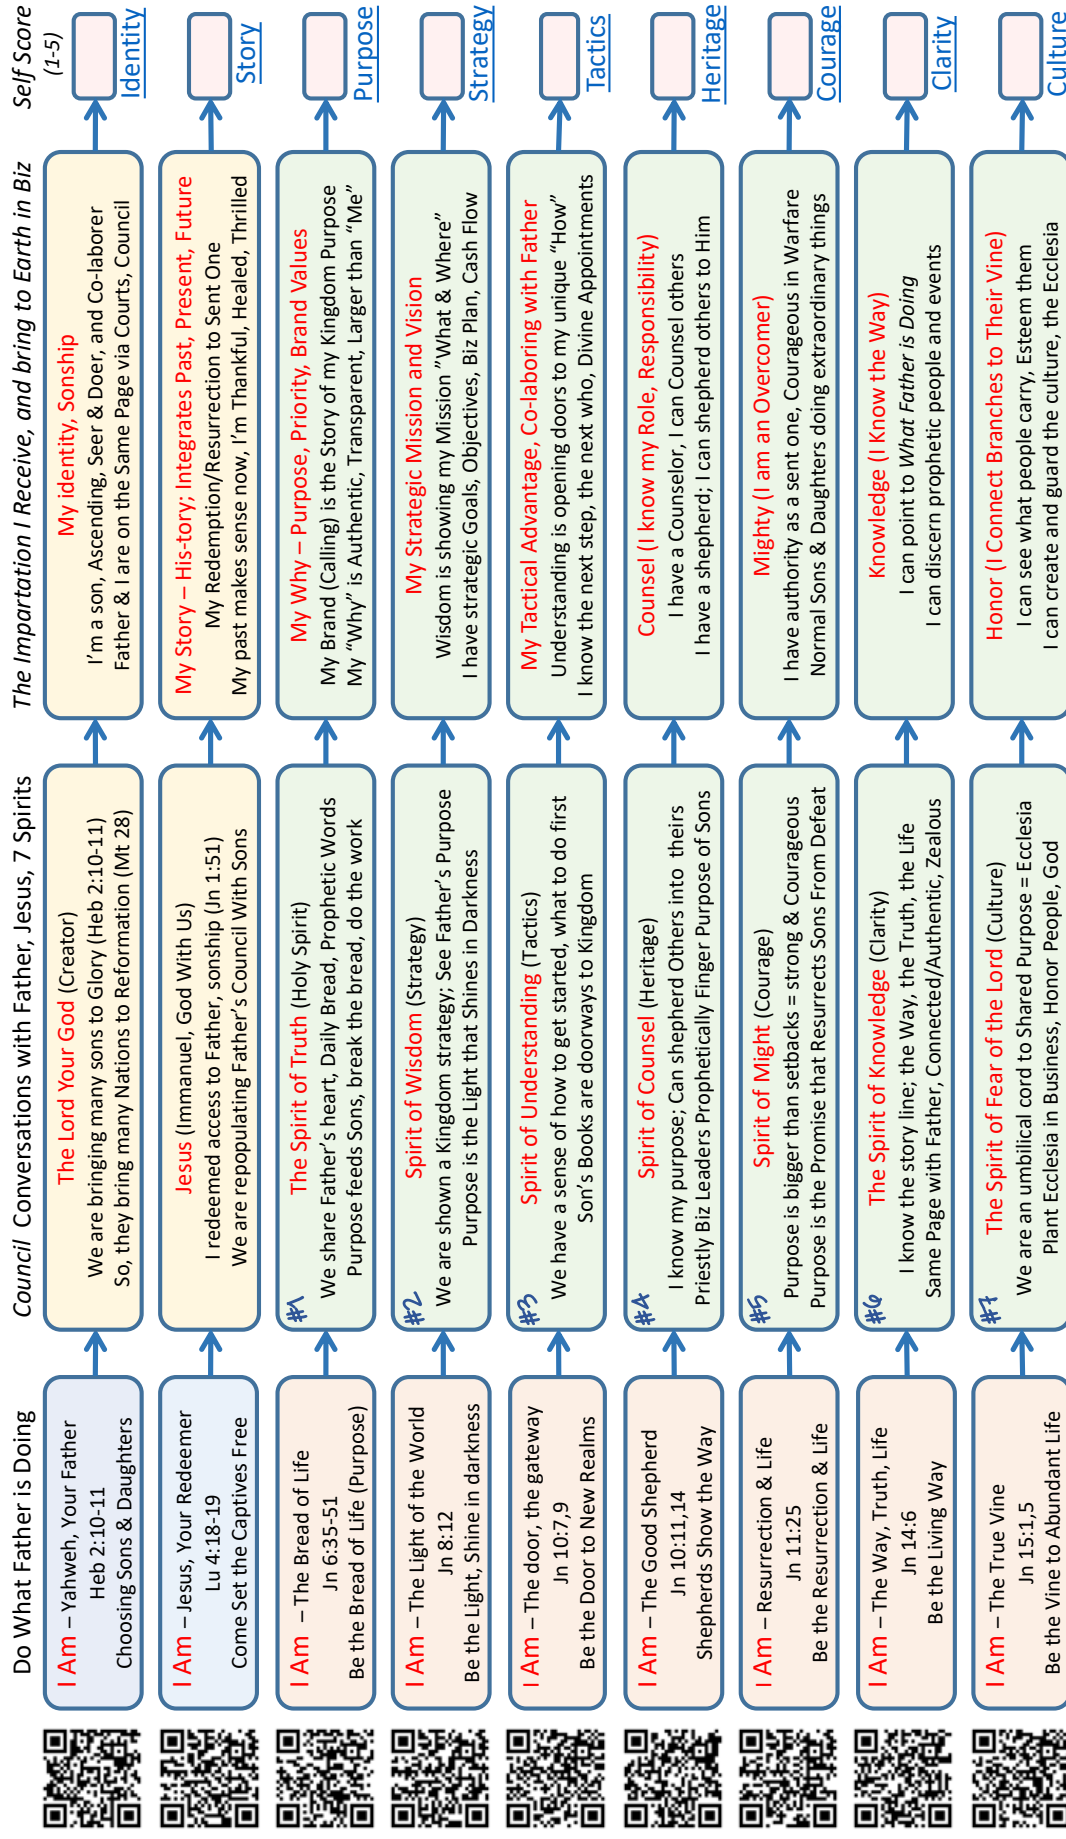 Do What Father is Doing
Council Conversations with Father, Jesus, 7 Spirits
The Impartation I Receive, and bring to Earth in Biz
Self Score
(1-5)
I Am – Yahweh, Your Father
Heb 2:10-11
Choosing Sons & Daughters
The Lord Your God (Creator)
We are bringing many sons to Glory (Heb 2:10-11)
So, they bring many Nations to Reformation (Mt 28)
My identity, Sonship
I'm a son, Ascending, Seer & Doer, and Co-laborer
Father & I are on the Same Page via Courts, Council
Identity
I Am – Jesus, Your Redeemer
Lu 4:18-19
Come Set the Captives Free
Jesus (Immanuel, God With Us)
I redeemed access to Father, sonship (Jn 1:51)
We are repopulating Father's Council With Sons
My Story – His-tory; Integrates Past, Present, Future
My Redemption/Resurrection to Sent One
My past makes sense now, I'm Thankful, Healed, Thrilled
Story
I Am – The Bread of Life
Jn 6:35-51
Be the Bread of Life (Purpose)
#1
The Spirit of Truth (Holy Spirit)
We share Father's heart, Daily Bread, Prophetic Words
Purpose feeds Sons, break the bread, do the work
My Why – Purpose, Priority, Brand Values
My Brand (Calling) is the Story of my Kingdom Purpose
My “Why” is Authentic, Transparent, Larger than “Me”
Purpose
I Am – The Light of the World
Jn 8:12
Be the Light, Shine in darkness
#2
Spirit of Wisdom (Strategy)
We are shown a Kingdom strategy; See Father's Purpose
Purpose is the Light that Shines in Darkness
My Strategic Mission and Vision
Wisdom is showing my Mission ”What & Where”
I have strategic Goals, Objectives, Biz Plan, Cash Flow
Strategy
I Am – The door, the gateway
Jn 10:7,9
Be the Door to New Realms
#3
Spirit of Understanding (Tactics)
We have a sense of how to get started, what to do first
Son's Books are doorways to Kingdom
My Tactical Advantage, Co-laboring with Father
Understanding is opening doors to my unique “How”
I know the next step, the next who, Divine Appointments
Tactics
I Am – The Good Shepherd
Jn 10:11,14
Shepherds Show the Way
#4
Spirit of Counsel (Heritage)
I know my purpose; Can shepherd Others into theirs
Priestly Biz Leaders Prophetically Finger Purpose of Sons
Counsel (I know my Role, Responsibility)
I have a Counselor, I can Counsel others
I have a shepherd; I can shepherd others to Him
Heritage
I Am – Resurrection & Life
Jn 11:25
Be the Resurrection & Life
#5
Spirit of Might (Courage)
Purpose is bigger than setbacks = strong & Courageous
Purpose is the Promise that Resurrects Sons From Defeat
Mighty (I am an Overcomer)
I have authority as a sent one, Courageous in Warfare
Normal Sons & Daughters doing extraordinary things
Courage
I Am – The Way, Truth, Life
Jn 14:6
Be the Living Way
#6
The Spirit of Knowledge (Clarity)
I know the story line; the Way, the Truth, the Life
Same Page with Father, Connected/Authentic, Zealous
Knowledge (I Know the Way)
I can point to What Father is Doing
I can discern prophetic people and events
Clarity
I Am – The True Vine
Jn 15:1,5
Be the Vine to Abundant Life
#7
The Spirit of Fear of the Lord (Culture)
We are an umbilical cord to Shared Purpose = Ecclesia
Plant Ecclesia in Business, Honor People, God
Honor (I Connect Branches to Their Vine)
I can see what people carry, Esteem them
I can create and guard the culture, the Ecclesia
Culture